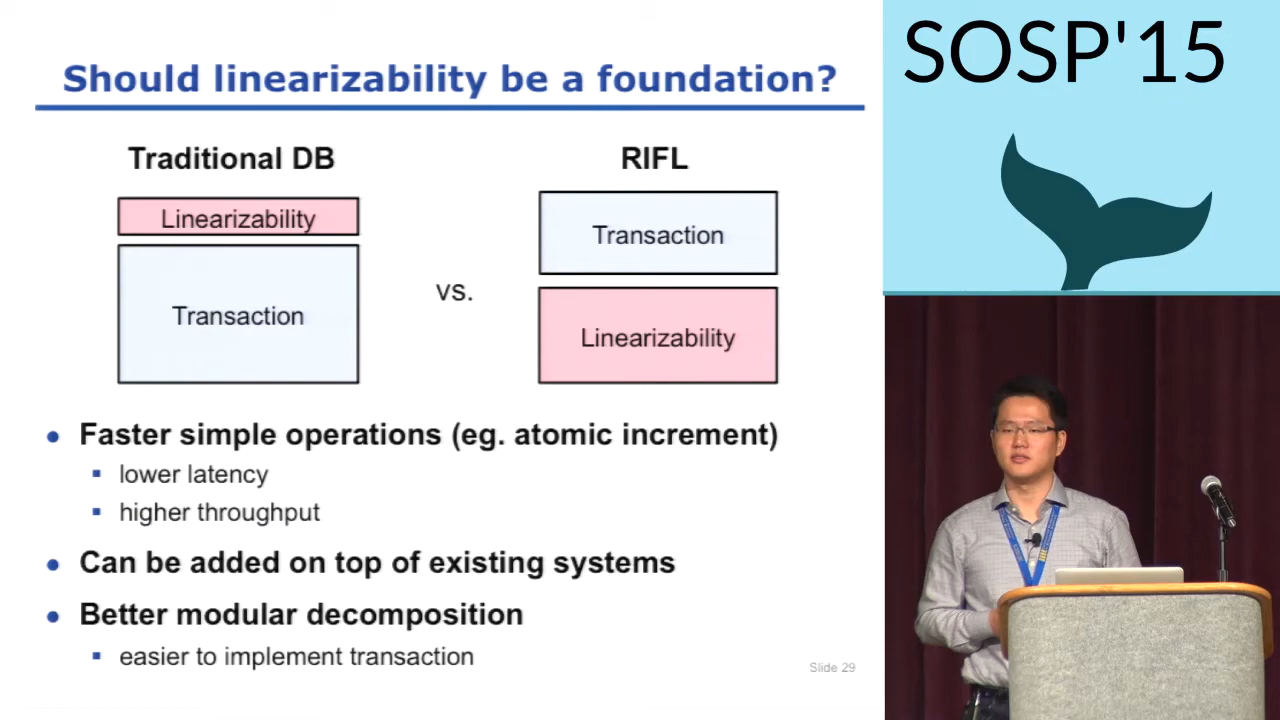 Should linearizability be a foundation?
Traditional DB
RIFL
Linearizability
Transaction
vs.
Transaction
Linearizability
Faster simple operations (eg. atomic increment)
lower latency
higher throughput
Can be added on top of existing systems
Better modular decomposition
easier to implement transaction
Slide 29
SOSP'15